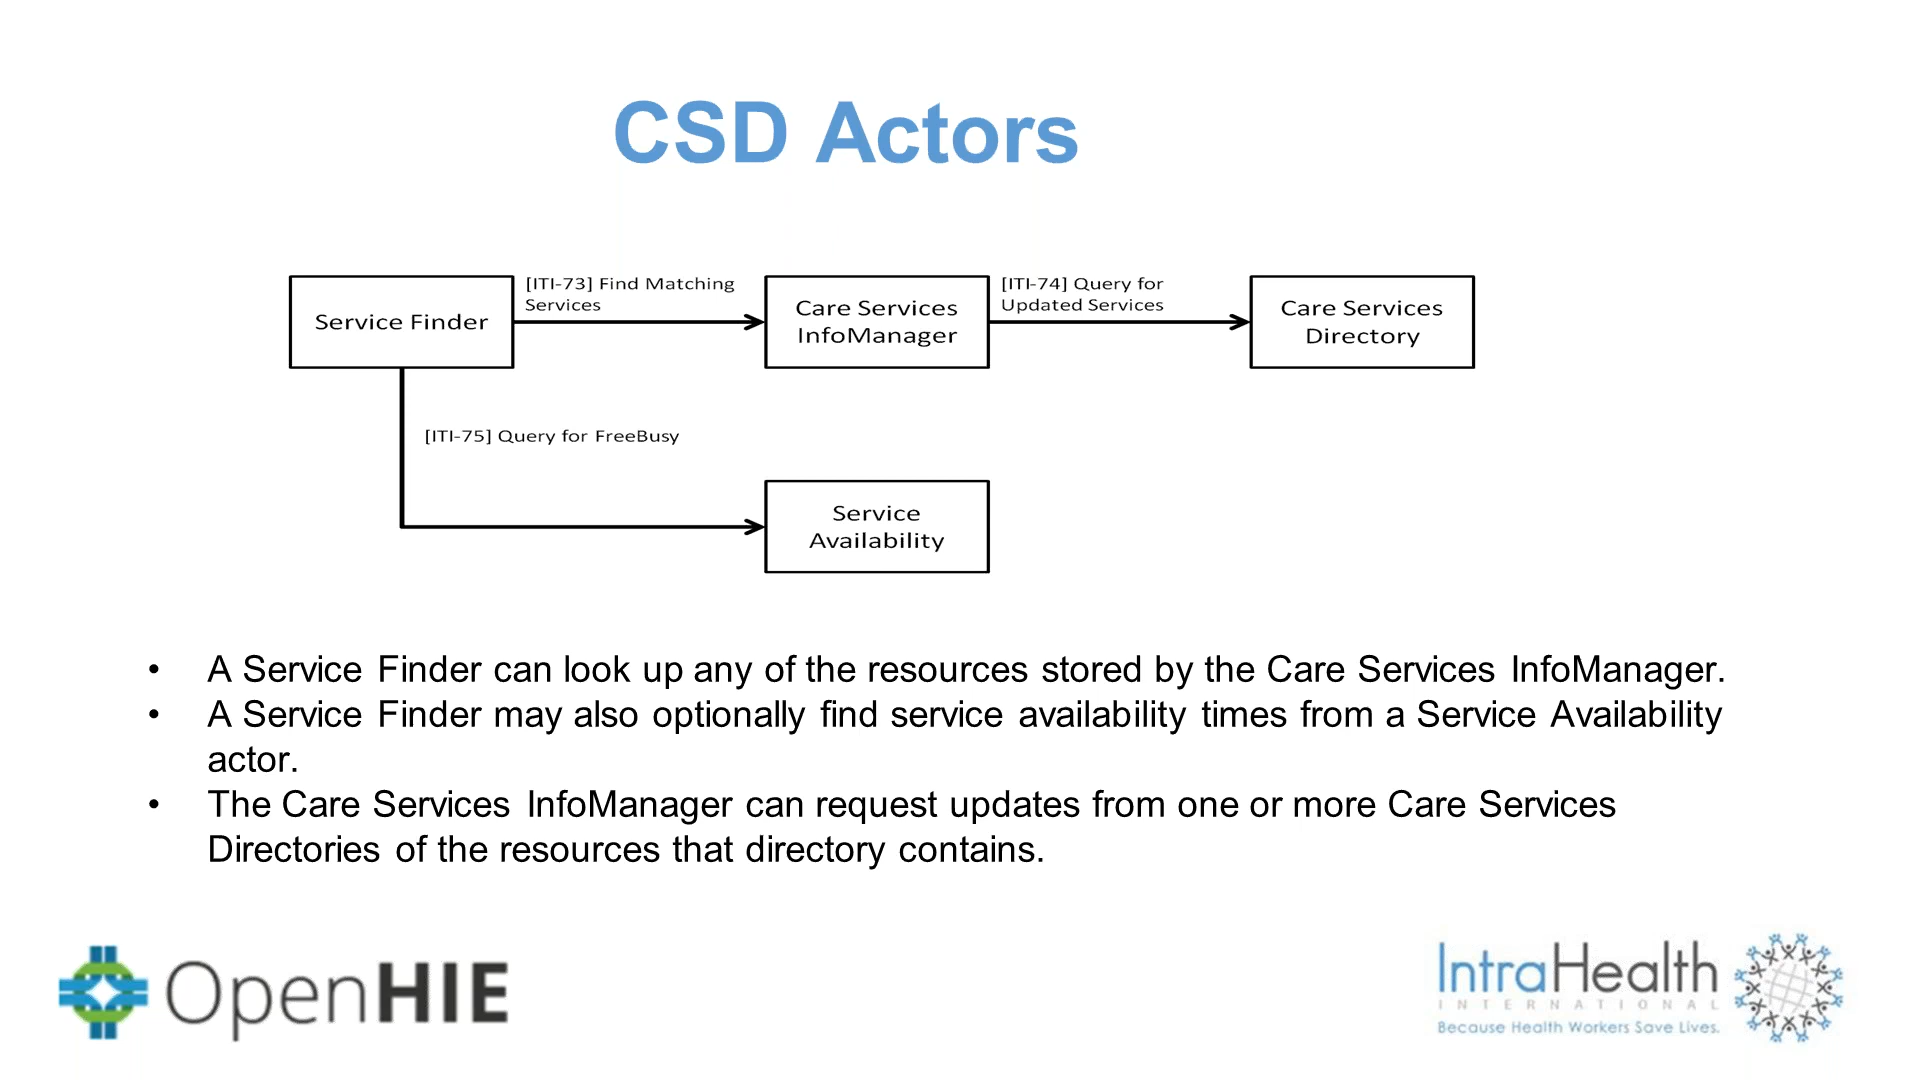 CSD Actors
[ITI-73] Find Matching
Services
[ITI-74] Query for
Updated Services
Service Finder
Care Services
InfoManager
Care Services
Directory
[ITI-75] Query for FreeBusy
Service
Availability
• A Service Finder can look up any of the resources stored by the Care Services InfoManager.
• A Service Finder may also optionally find service availability times from a Service Availability
actor.
• The Care Services InfoManager can request updates from one or more Care Services
Directories of the resources that directory contains.
OpenHIE
IntraHealth
INTERNATIONAL
Because Health Workers Save Lives.